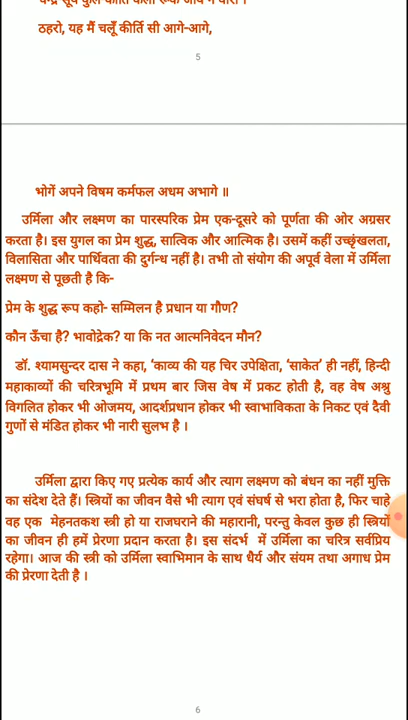 ठहरो, यह मैं चलूँ कीर्ति सी आगे-आगे,
5
भोगें अपने विषम कर्मफल अधम अभागे ॥
उर्मिला और लक्ष्मण का पारस्परिक प्रेम एक-दूसरे को पूर्णता की ओर अग्रसर
करता है। इस युगल का प्रेम शुद्ध, सात्विक और आत्मिक है। उसमें कहीं उच्छृंखलता,
विलासिता और पार्थिवता की दुर्गन्ध नहीं है। तभी तो संयोग की अपूर्व वेला में उर्मिला
लक्ष्मण से पूछती है कि-
प्रेम के शुद्ध रूप कहो- सम्मिलन है प्रधान या गौण?
कौन ऊँचा है? भावोद्रेक? या कि नत आत्मनिवेदन मौन?
डॉ. श्यामसुन्दर दास ने कहा, ‘काव्य की यह चिर उपेक्षिता, ‘साकेत’ ही नहीं, हिन्दी
महाकाव्यों की चरित्रभूमि में प्रथम बार जिस वेष में प्रकट होती है, वह वेष अश्रु
विगलित होकर भी ओजमय, आदर्शप्रधान होकर भी स्वाभाविकता के निकट एवं दैवी
गुणों से मंडित होकर भी नारी सुलभ है ।
उर्मिला द्वारा किए गए प्रत्येक कार्य और त्याग लक्ष्मण को बंधन का नहीं मुक्ति
का संदेश देते हैं। स्त्रियों का जीवन वैसे भी त्याग एवं संघर्ष से भरा होता है, फिर चाहे
वह एक मेहनतकश स्त्री हो या राजघराने की महारानी, परन्तु केवल कुछ ही स्त्रियों
का जीवन ही हमें प्रेरणा प्रदान करता है। इस संदर्भ में उर्मिला का चरित्र सर्वप्रिय
रहेगा। आज की स्त्री को उर्मिला स्वाभिमान के साथ धैर्य और संयम तथा अगाध प्रेम
की प्रेरणा देती है ।
6